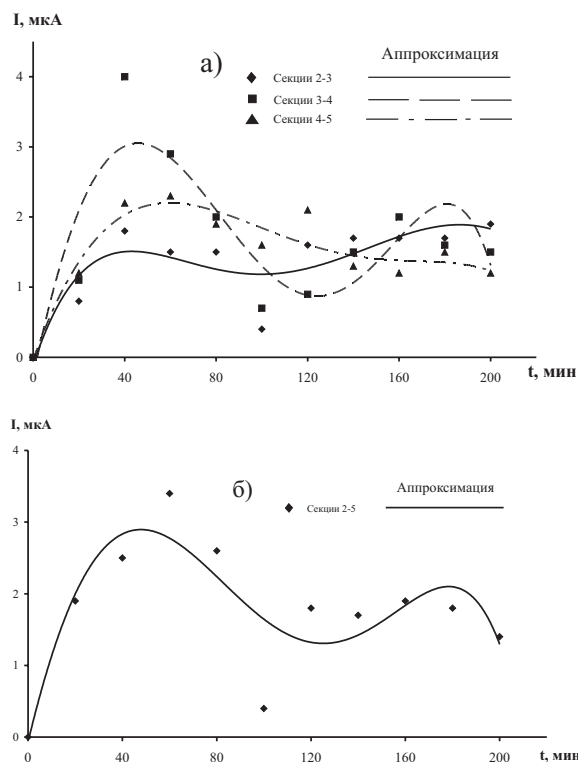 I, мкА
а)
Аппроксимация
Секции 2-3
Секции 3-4
Секции 4-5
4
3
2
1
0
0 40 80 120 160 200
t, мин
I, мкА
б)
Аппроксимация
Секции 2-5
4
3
2
1
0
0 40 80 120 160 200
t, мин